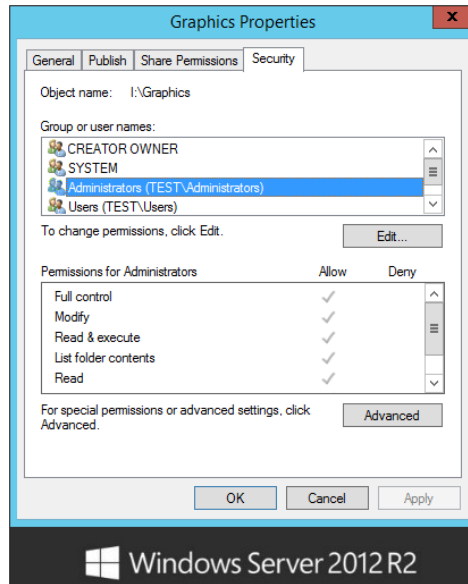 Graphics Properties
x
General Publish Share Permissions Security
Object name: I:\Graphics
Group or user names:
CREATOR OWNER
SYSTEM
Administrators (TEST\Administrators)
Users (TEST\Users)
To change permissions, click Edit.
Edit...
Permissions for Administrators Allow Deny
Full control
Modify
Read & execute
List folder contents
Read
For special permissions or advanced settings, click
Advanced.
Advanced
OK Cancel Apply
Windows Server 2012 R2